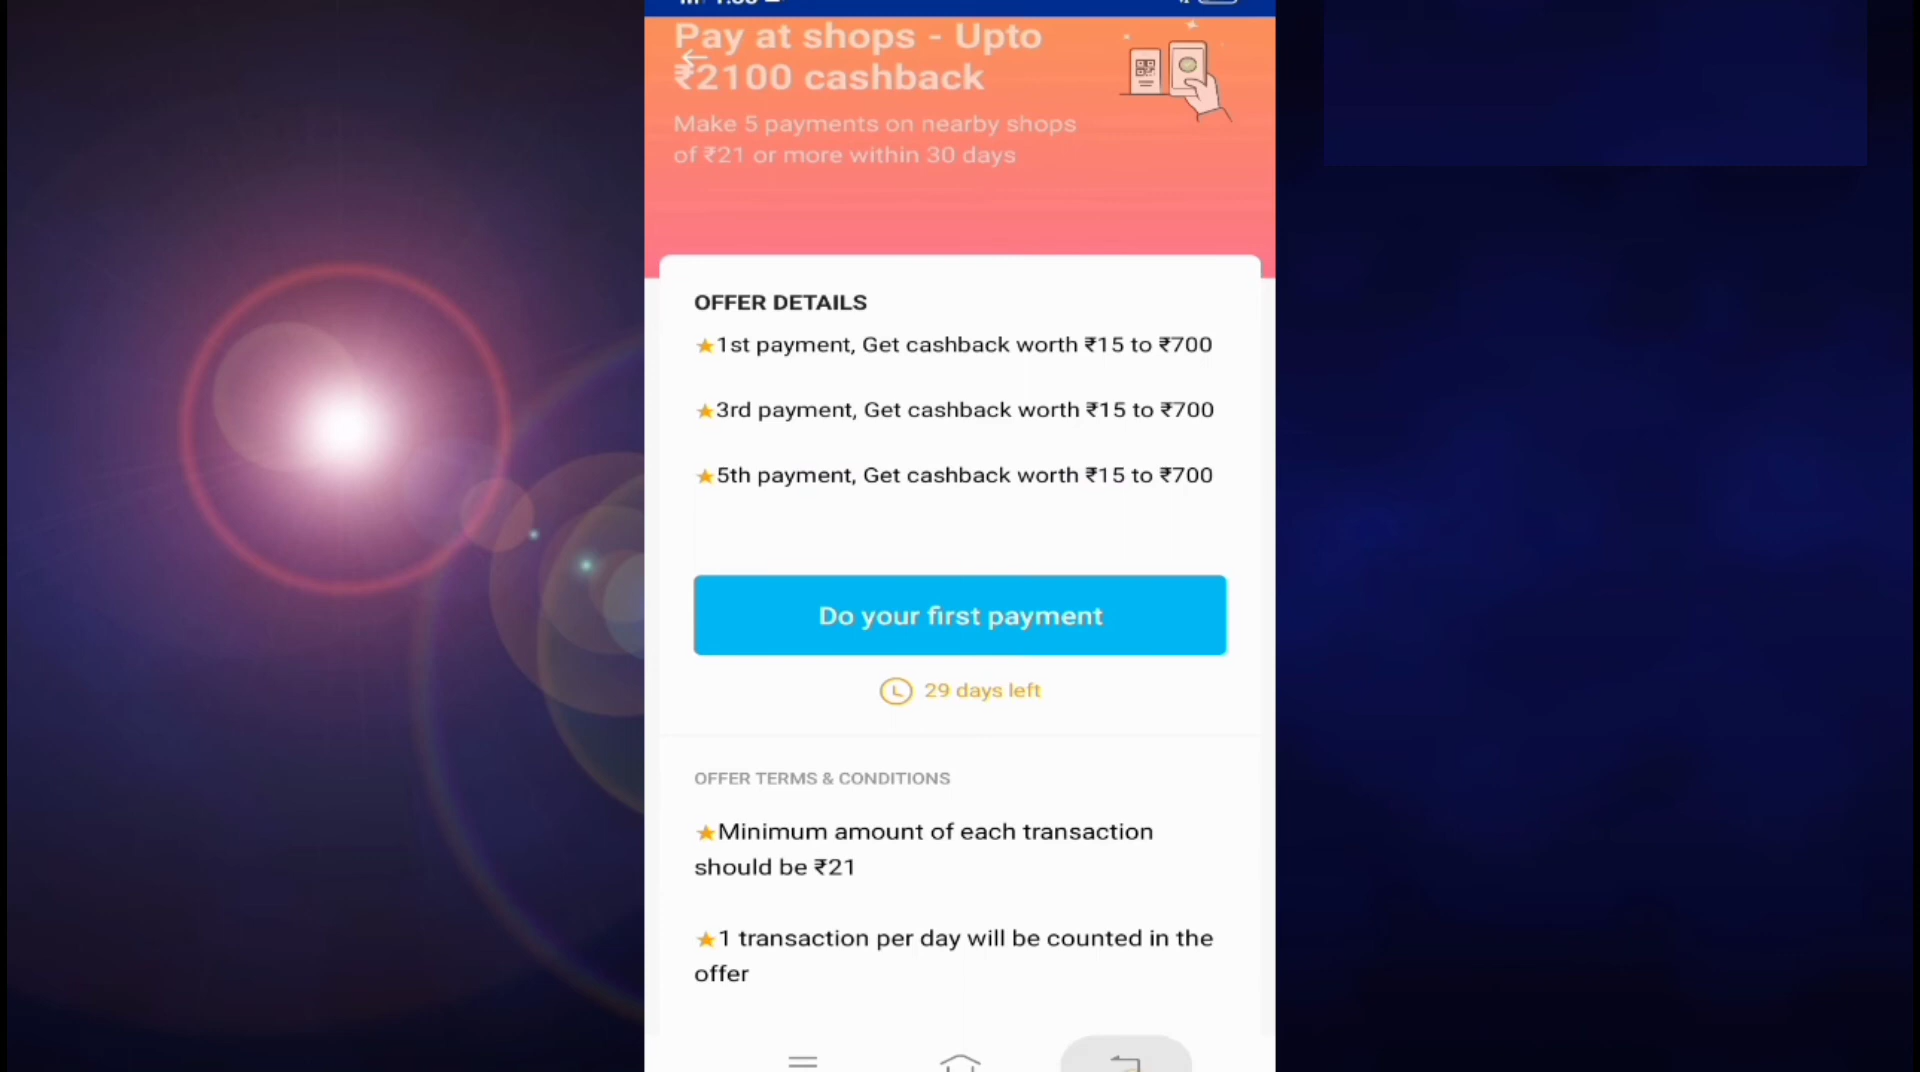 Pay at shops - Upto
₹2100 cashback
Make 5 payments on nearby shops
of ₹21 or more within 30 days
OFFER DETAILS
⭐1st payment, Get cashback worth ₹15 to ₹700
⭐3rd payment, Get cashback worth ₹15 to ₹700
⭐5th payment, Get cashback worth ₹15 to ₹700
Do your first payment
29 days left
OFFER TERMS & CONDITIONS
⭐Minimum amount of each transaction
should be ₹21
⭐1 transaction per day will be counted in the
offer